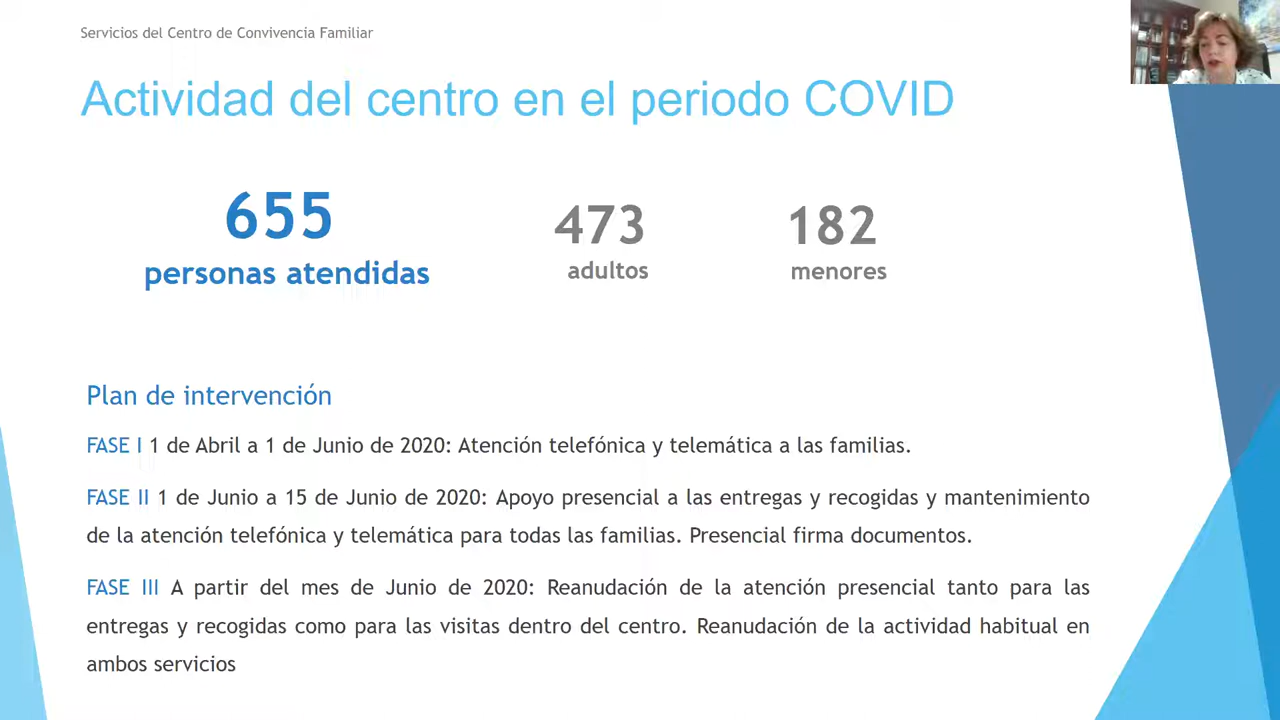 Servicios del Centro de Convivencia Familiar
Actividad del centro en el periodo COVID
655
personas atendidas
473
adultos
182
menores
Plan de intervención
FASE I 1 de Abril a 1 de Junio de 2020: Atención telefónica y telemática a las familias.
FASE II 1 de Junio a 15 de Junio de 2020: Apoyo presencial a las entregas y recogidas y mantenimiento
de la atención telefónica y telemática para todas las familias. Presencial firma documentos.
FASE III A partir del mes de Junio de 2020: Reanudación de la atención presencial tanto para las
entregas y recogidas como para las visitas dentro del centro. Reanudación de la actividad habitual en
ambos servicios